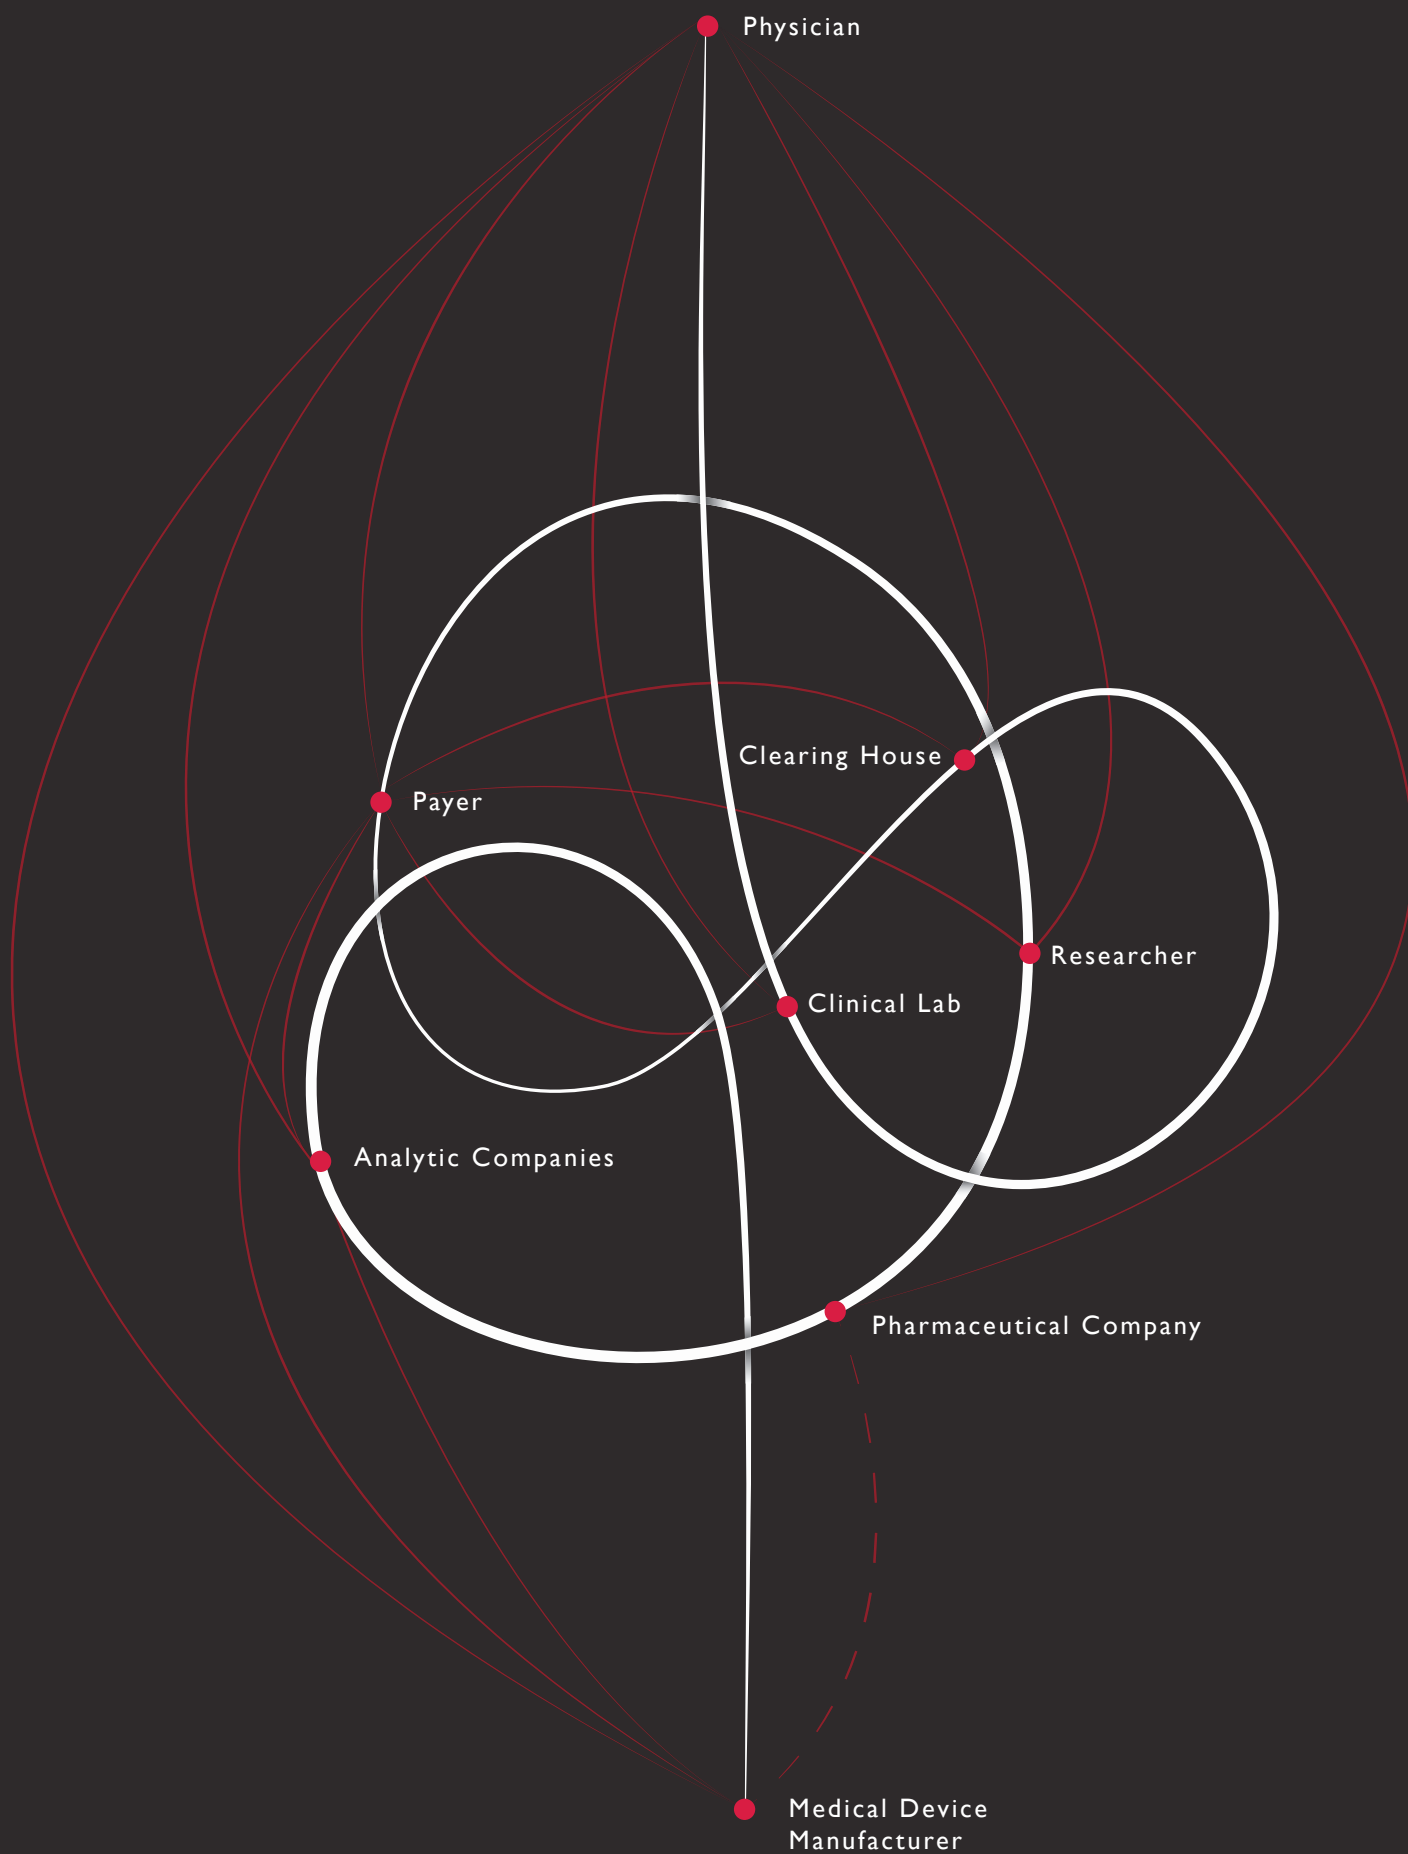 Physician
Clearing House
Payer
Researcher
Clinical Lab
Analytic Companies
Pharmaceutical Company
Medical Device
Manufacturer